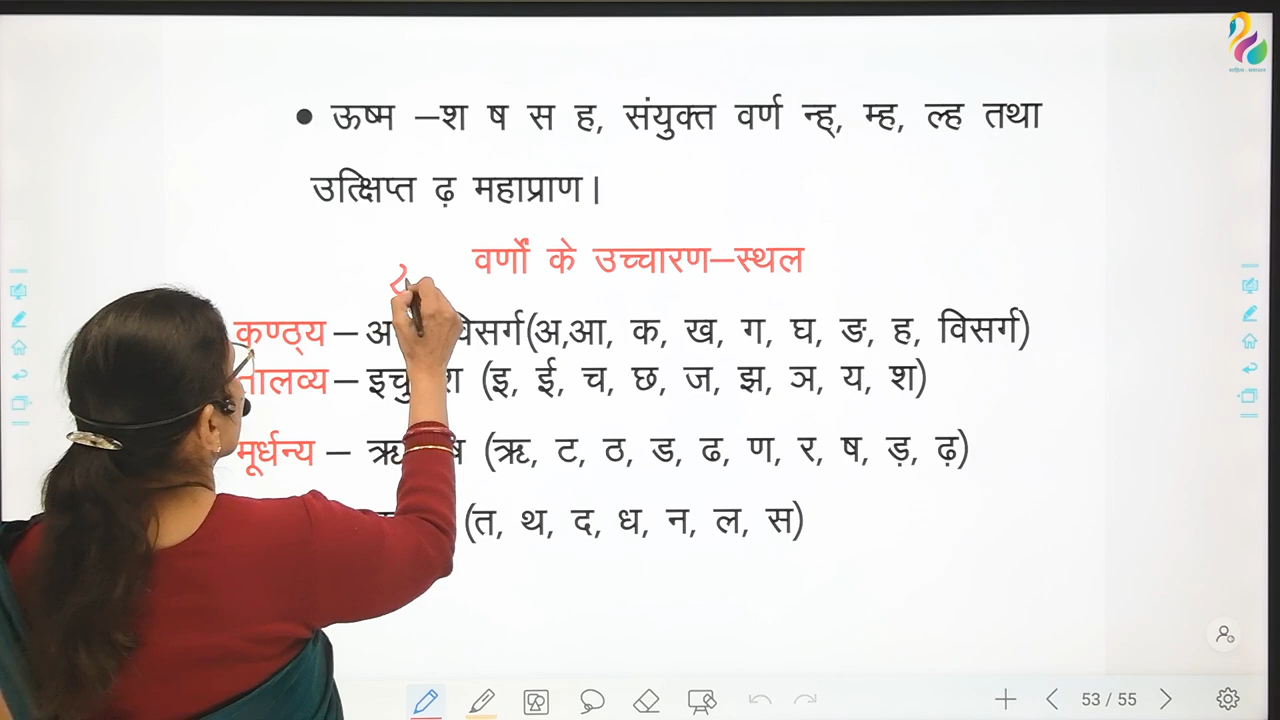 • ऊष्म –श ष स ह, संयुक्त वर्ण न्ह्, म्ह, ल्ह तथा
उत्क्षिप्त ढ़ महाप्राण।
वर्णों के उच्चारण–स्थल
कण्ठ्य – अ विसर्ग(अ,आ, क, ख, ग, घ, ङ, ह, विसर्ग)
तालव्य – इचु श (इ, ई, च, छ, ज, झ, ञ, य, श)
मूर्धन्य – ऋ ष (ऋ, ट, ठ, ड, ढ, ण, र, ष, ड़, ढ़)
(त, थ, द, ध, न, ल, स)
53 / 55